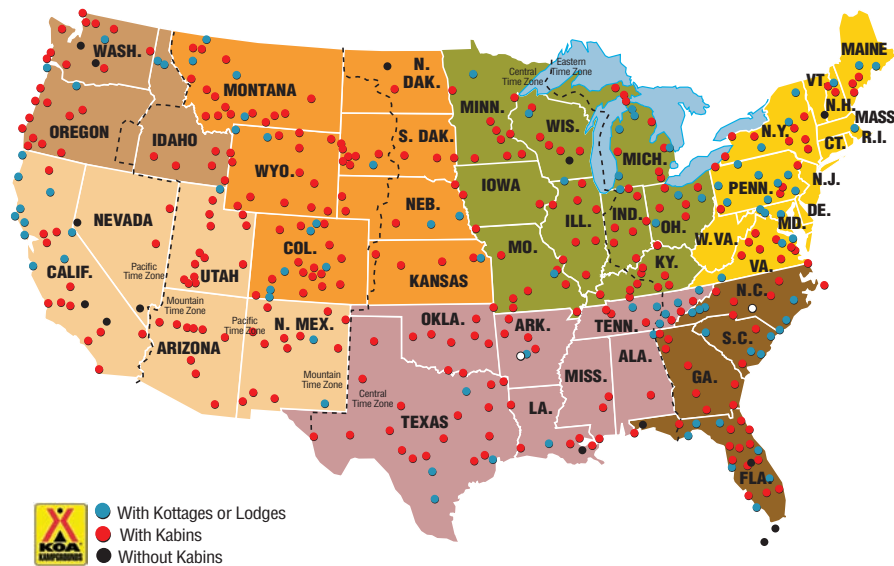 WASH.
MONTANA
N.
DAK.
Central
Time Zone
Eastern
Time Zone
MAINE
VT.
MINN.
N.H.
OREGON
IDAHO
S. DAK.
WIS.
MICH.
N.Y.
MASS
CT.
R.I.
WYO.
IOWA
PENN.
N.J.
NEVADA
NEB.
ILL.
IND.
OH.
DE.
MD.
W.VA.
CALIF.
Pacific
Time Zone
UTAH
COL.
KANSAS
MO.
KY.
VA.
Mountain
Time Zone
ARIZONA
Pacific
Time Zone
N. MEX.
OKLA.
ARK.
TENN.
N.C.
S.C.
Mountain
Time Zone
Central
Time Zone
TEXAS
LA.
MISS.
ALA.
GA.
FLA.
KOA
KAMPGROUNDS
With Kottages or Lodges
With Kabins
Without Kabins